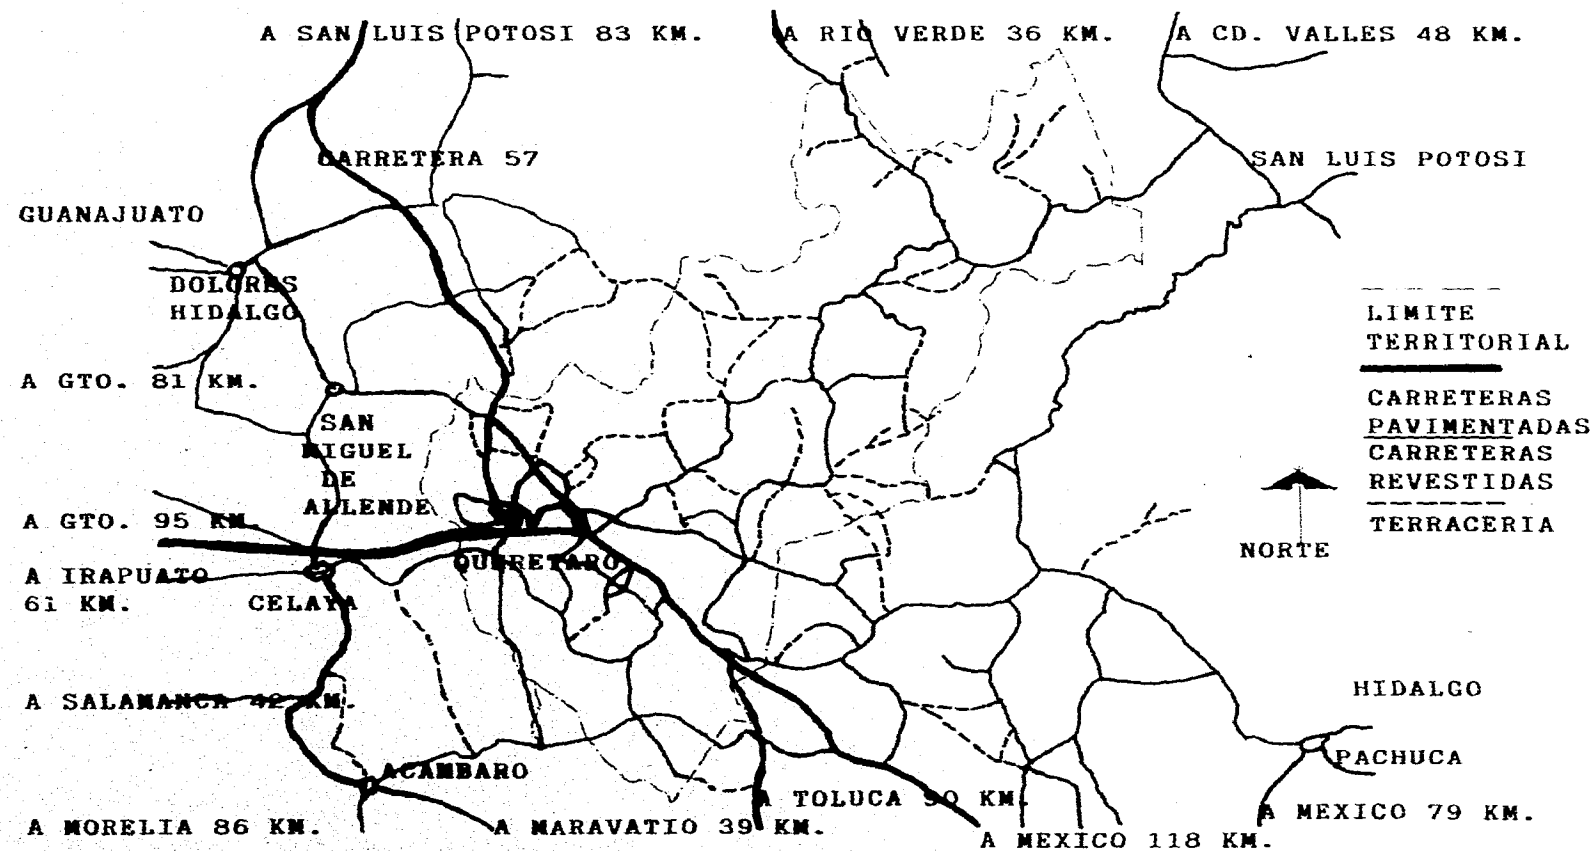 A SAN LUIS POTOSI 83 KM.
A RIO VERDE 36 KM.
A CD. VALLES 48 KM.
CARRETERA 57
SAN LUIS POTOSI
GUANAJUATO
DOLORES
HIDALGO
LIMITE
TERRITORIAL
A GTO. 81 KM.
CARRETERAS
PAVIMENTADAS
CARRETERAS
REVESTIDAS
TERRACERIA
SAN
MIGUEL
DE
ALLENDE
A GTO. 95 KM.
NORTE
QUERETARO
A IRAPUATO
61 KM.
CELAYA
A SALAMANCA 42 KM.
HIDALGO
PACHUCA
ACAMBARO
A TOLUCA 90 KM.
A MEXICO 79 KM.
A MORELIA 86 KM.
A MARAVATIO 39 KM.
A MEXICO 118 KM.